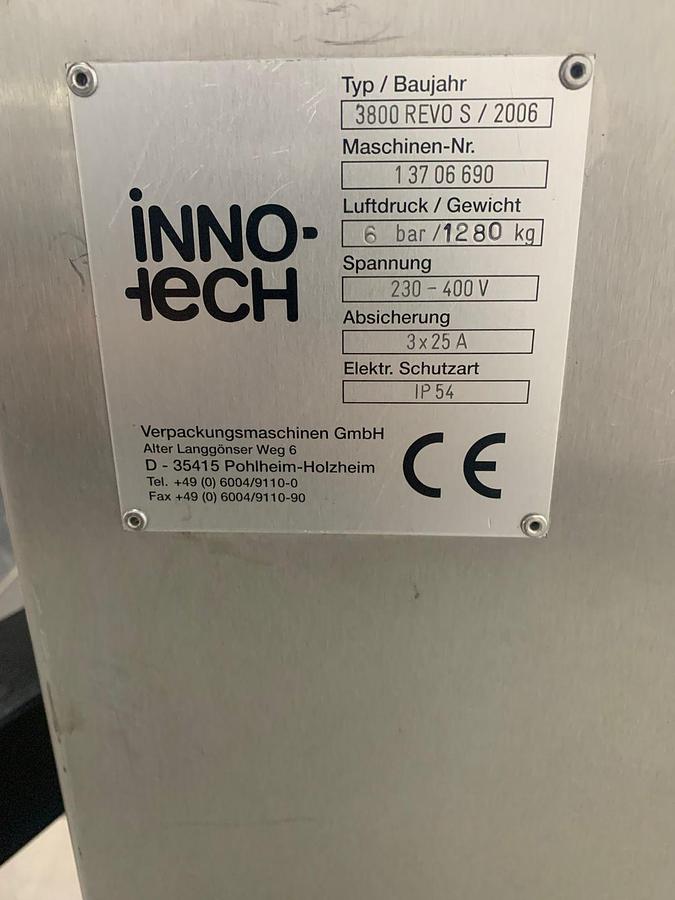 iNNO-
tECH
Typ / Baujahr
3800 REVO S / 2006
Maschinen-Nr.
1 37 06 690
Luftdruck / Gewicht
6 bar /1280 kg
Spannung
230 - 400 V
Absicherung
3 x 25 A
Elektr. Schutzart
IP 54
Verpackungsmaschinen GmbH
Alter Langgönser Weg 6
D - 35415 Pohlheim-Holzheim
Tel. +49 (0) 6004/9110-0
Fax +49 (0) 6004/9110-90
CE